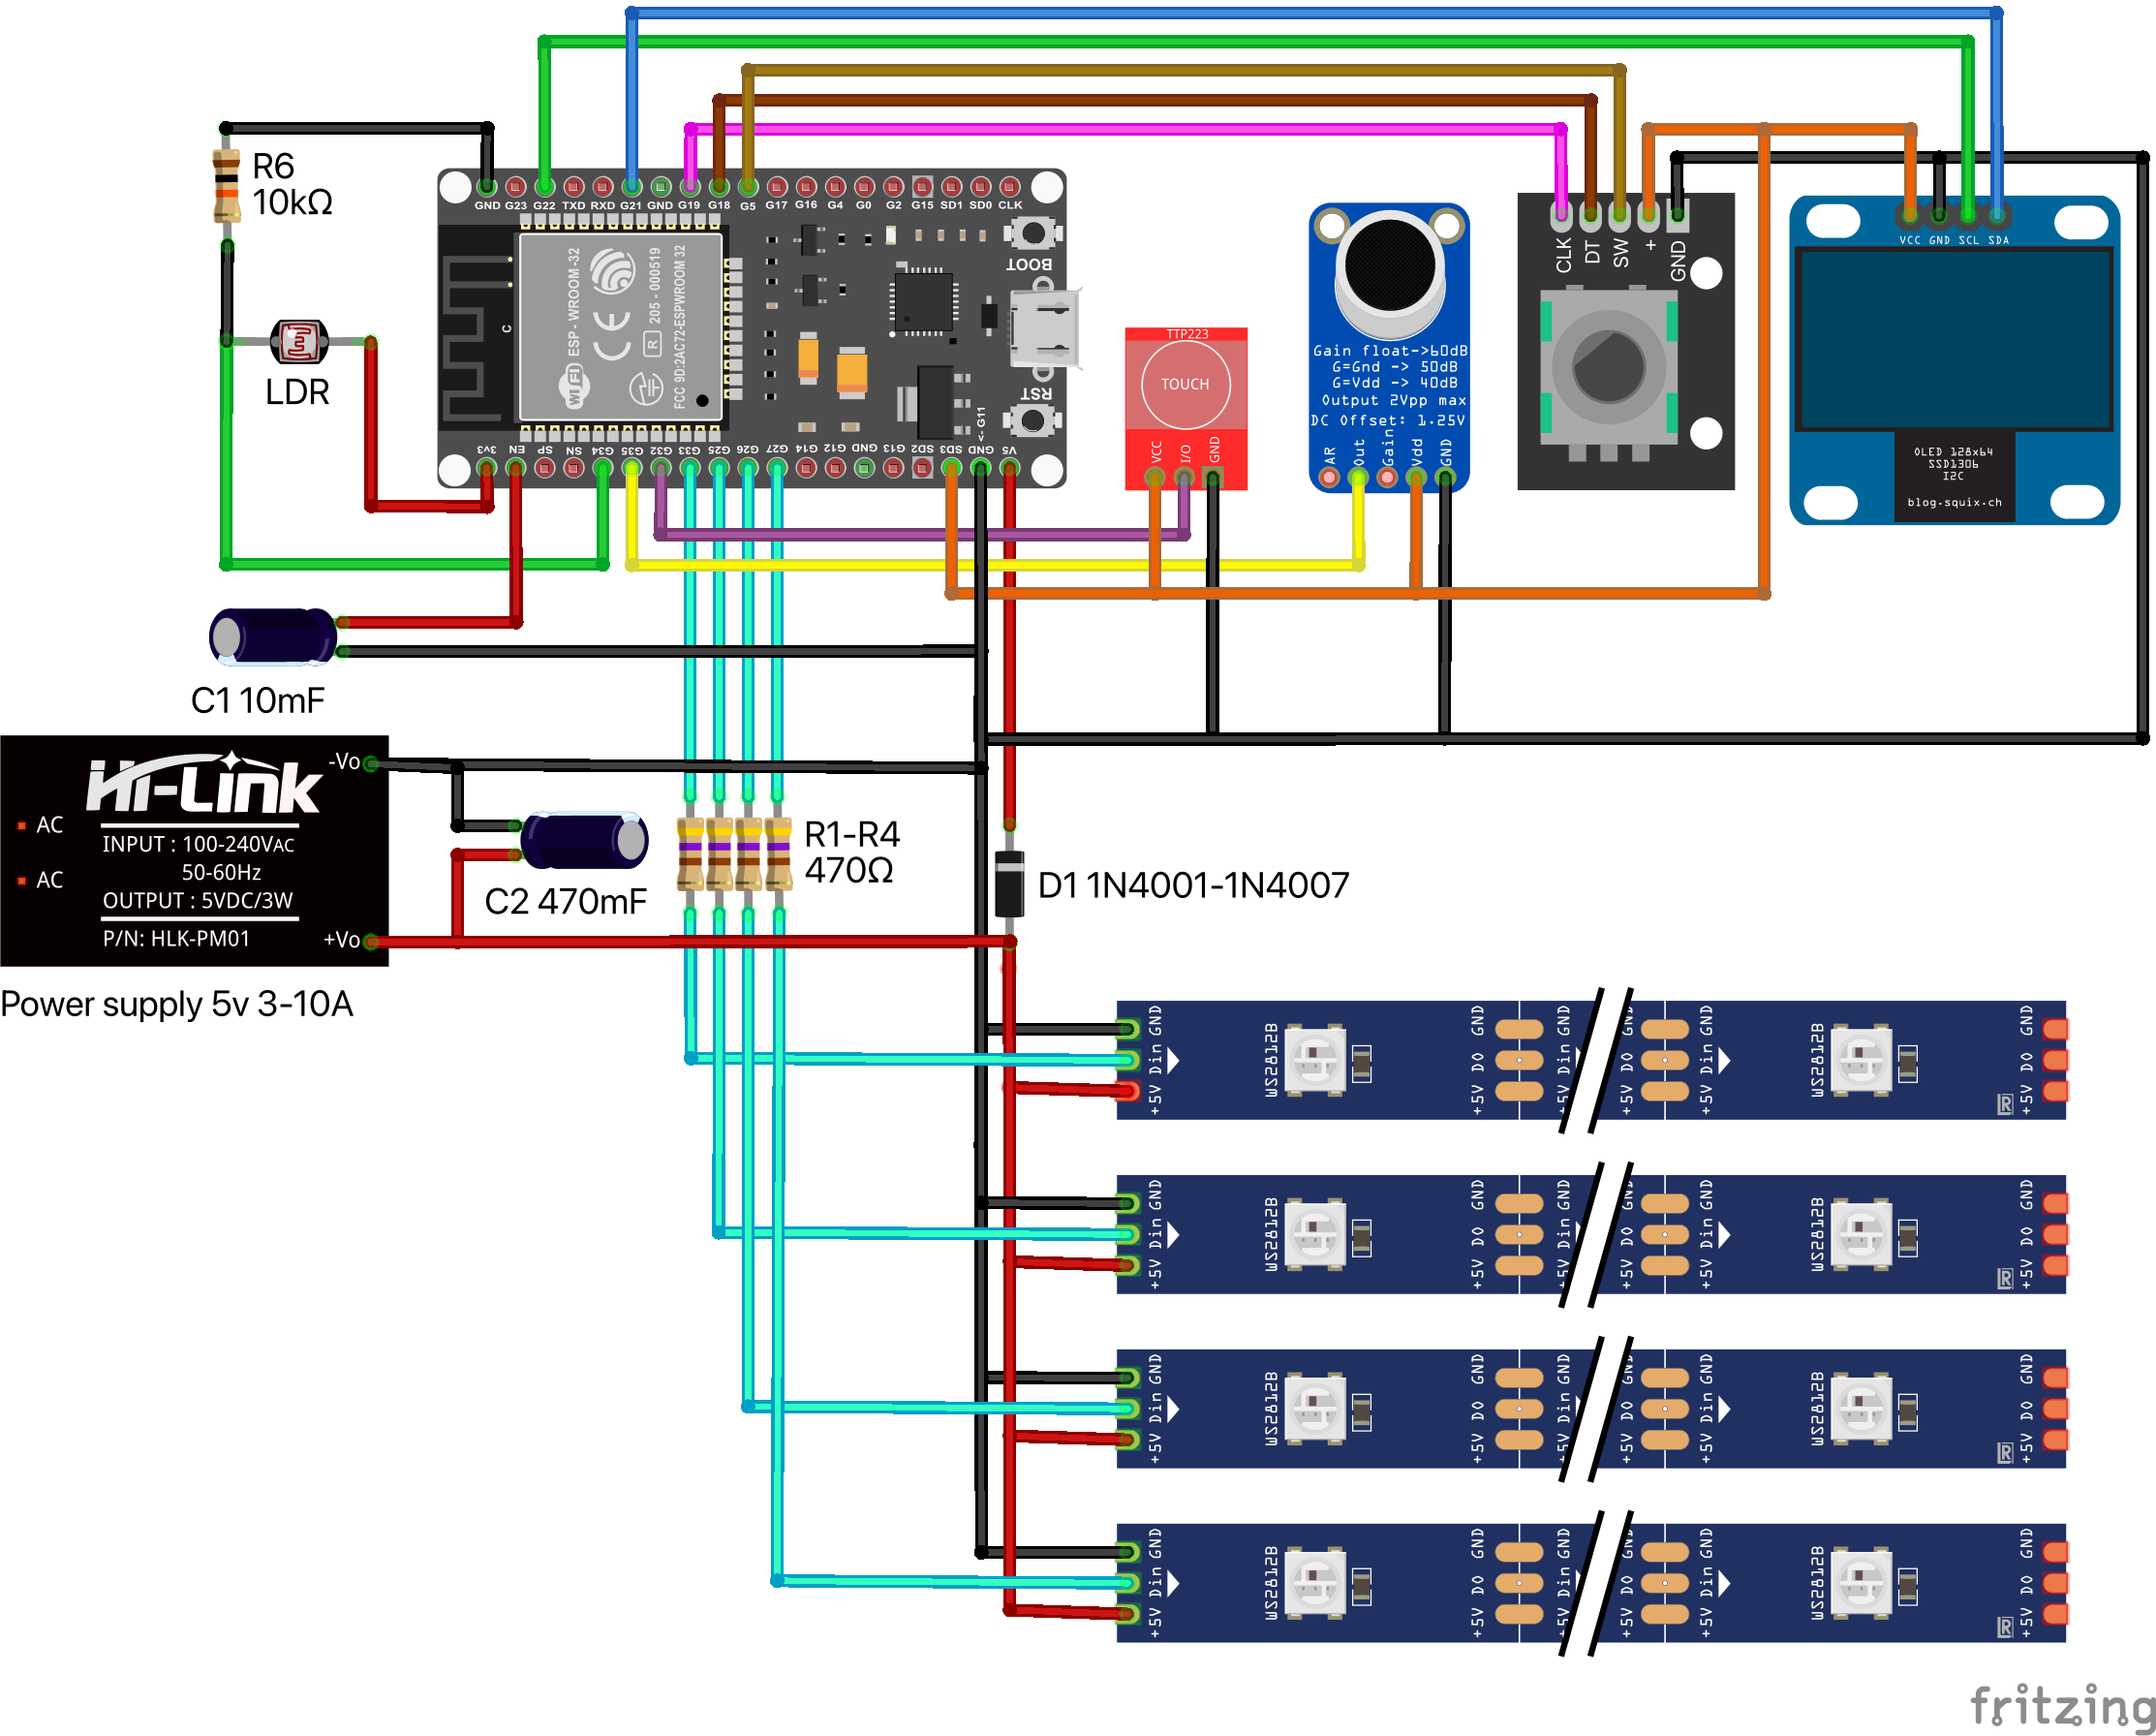 R6
10kΩ
LDR
GND G23 G22 TXD RXD G21 GND G19 G18 G5 G17 G16 G4 G0 G2 G15 SD1 SD0 CLK
C
WiFi
ESP - WROOM -32
CE
R 205 - 000519
FCC 9D:2AC72-ESPWROOM 32
BOOT
RST
<- G11
3v3 EN SP SN G34 G35 G32 G33 G25 G26 G27 G14 G12 GND G13 SD2 SD3 GND V5
TTP223
TOUCH
VCC
I/O
GND
Gain float->60dB
G=Gnd -> 50dB
G=Vdd -> 40dB
Output 2Vpp max
DC Offset: 1.25V
AR
Out
Gain
Vdd
GND
CLK
DT
SW
+
GND
VCC GND SCL SDA
OLED 128x64
SSD1306
I2C
blog.squix.ch
C1 10mF
Hi-Link
-Vo
AC
INPUT : 100-240VAC
50-60Hz
AC
OUTPUT : 5VDC/3W
P/N: HLK-PM01
+Vo
Power supply 5v 3-10A
C2 470mF
R1-R4
470Ω
D1 1N4001-1N4007
+5V Din GND
WS2812B
+5V DO GND
+5V Din GND
+5V DO GND
+5V Din GND
WS2812B
R
+5V DO GND
+5V Din GND
WS2812B
+5V DO GND
+5V Din GND
+5V DO GND
+5V Din GND
WS2812B
R
+5V DO GND
+5V Din GND
WS2812B
+5V DO GND
+5V Din GND
+5V DO GND
+5V Din GND
WS2812B
R
+5V DO GND
+5V Din GND
WS2812B
+5V DO GND
+5V Din GND
+5V DO GND
+5V Din GND
WS2812B
R
+5V DO GND
fritzing